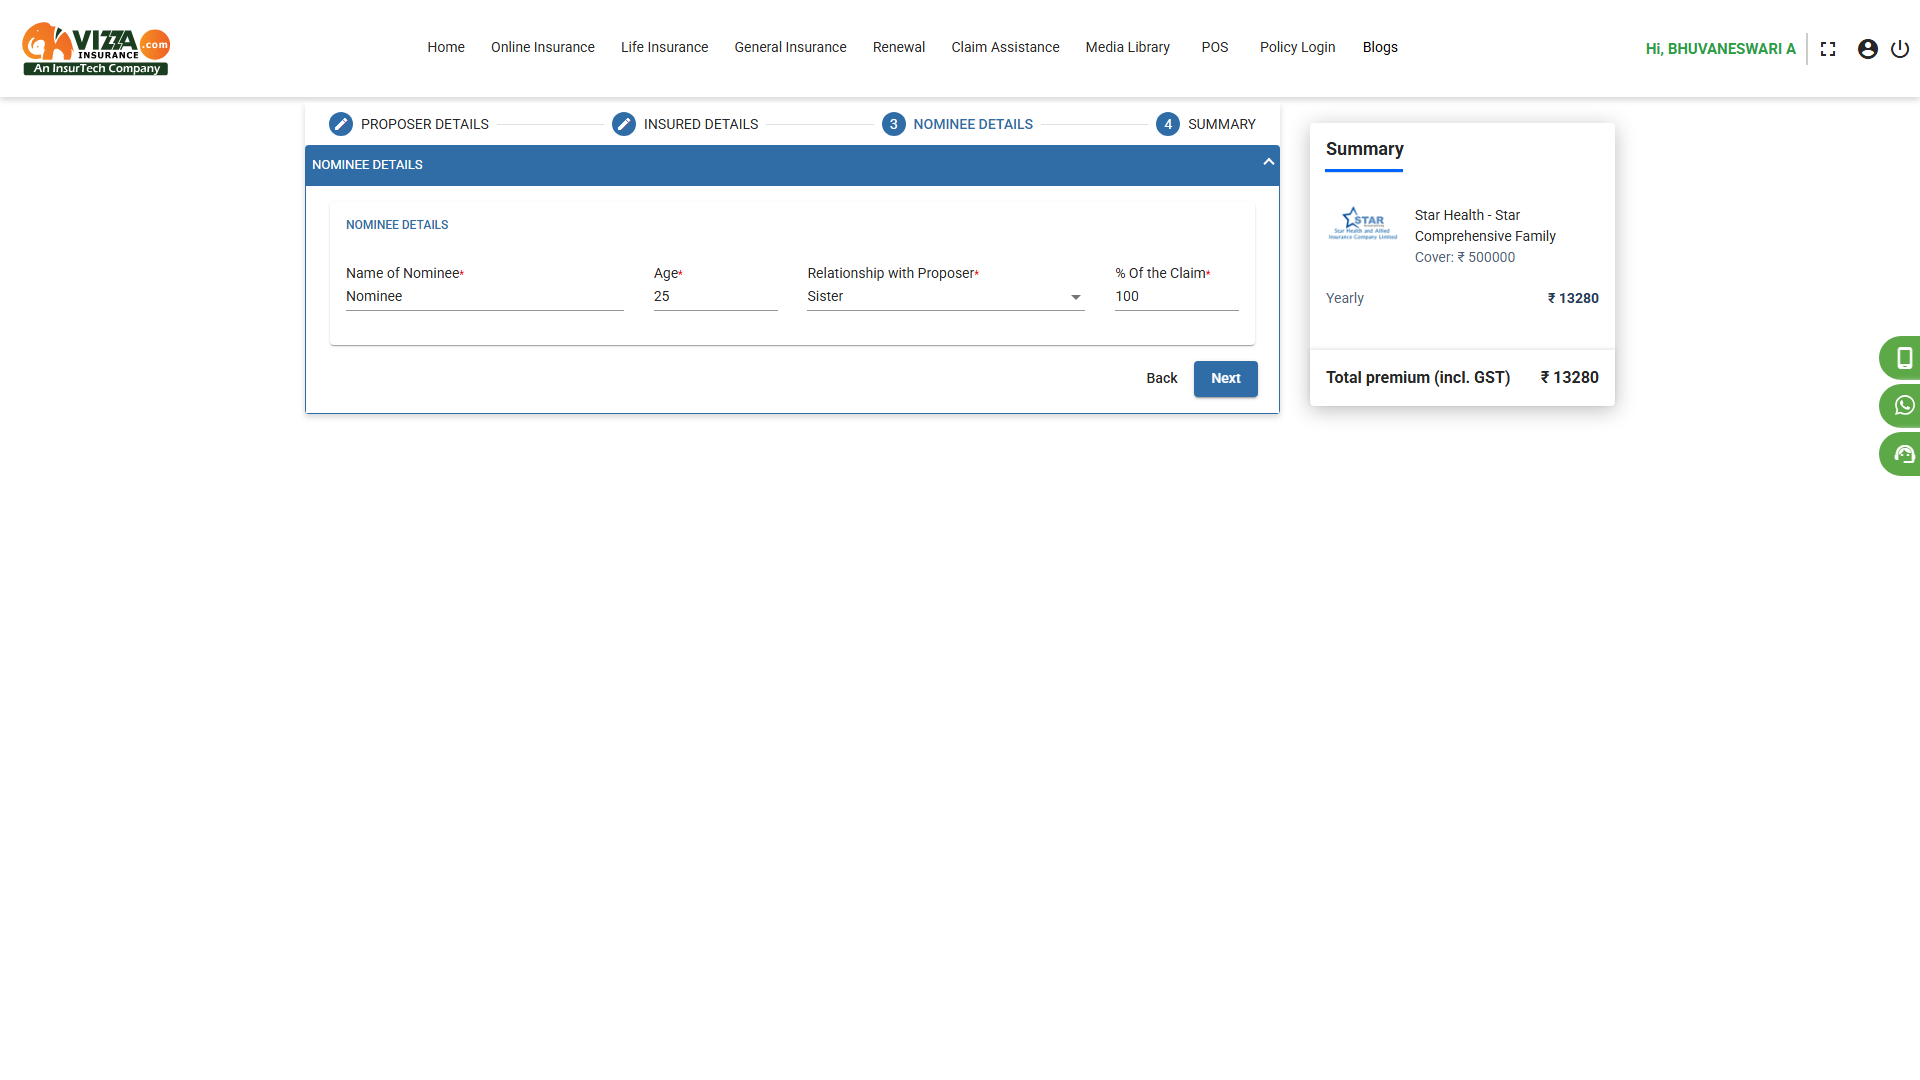 VIZZA .com
INSURANCE
An InsurTech Company
Home Online Insurance Life Insurance General Insurance Renewal Claim Assistance Media Library POS Policy Login Blogs
Hi, BHUVANESWARI A
PROPOSER DETAILS INSURED DETAILS 3 NOMINEE DETAILS 4 SUMMARY
NOMINEE DETAILS
NOMINEE DETAILS
Name of Nominee* Age* Relationship with Proposer* % Of the Claim*
Nominee 25 Sister 100
Back Next
Summary
STAR
Star Health and Allied
Insurance Company Limited
Star Health - Star
Comprehensive Family
Cover: ₹ 500000
Yearly ₹ 13280
Total premium (incl. GST) ₹ 13280